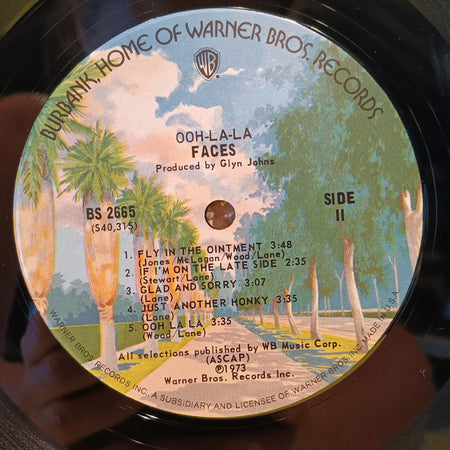 BURBANK, HOME OF WARNER BROS. RECORDS
WB
OOH-LA-LA
FACES
Produced by Glyn Johns
BS 2665
(S40,315)
SIDE
II
1. FLY IN THE OINTMENT 3:48
(Jones/McLagan/Wood/Lane)
2. IF I'M ON THE LATE SIDE 2:35
(Stewart/Lane)
3. GLAD AND SORRY 3:07
(Lane)
4. JUST ANOTHER HONKY 3:35
(Lane)
5. OOH LA LA 3:35
(Wood/Lane)
All selections published by WB Music Corp.
(ASCAP)
℗1973
Warner Bros. Records Inc.
WARNER BROS. RECORDS INC., A SUBSIDIARY AND LICENSEE OF WARNER BROS. INC. MADE IN U.S.A.